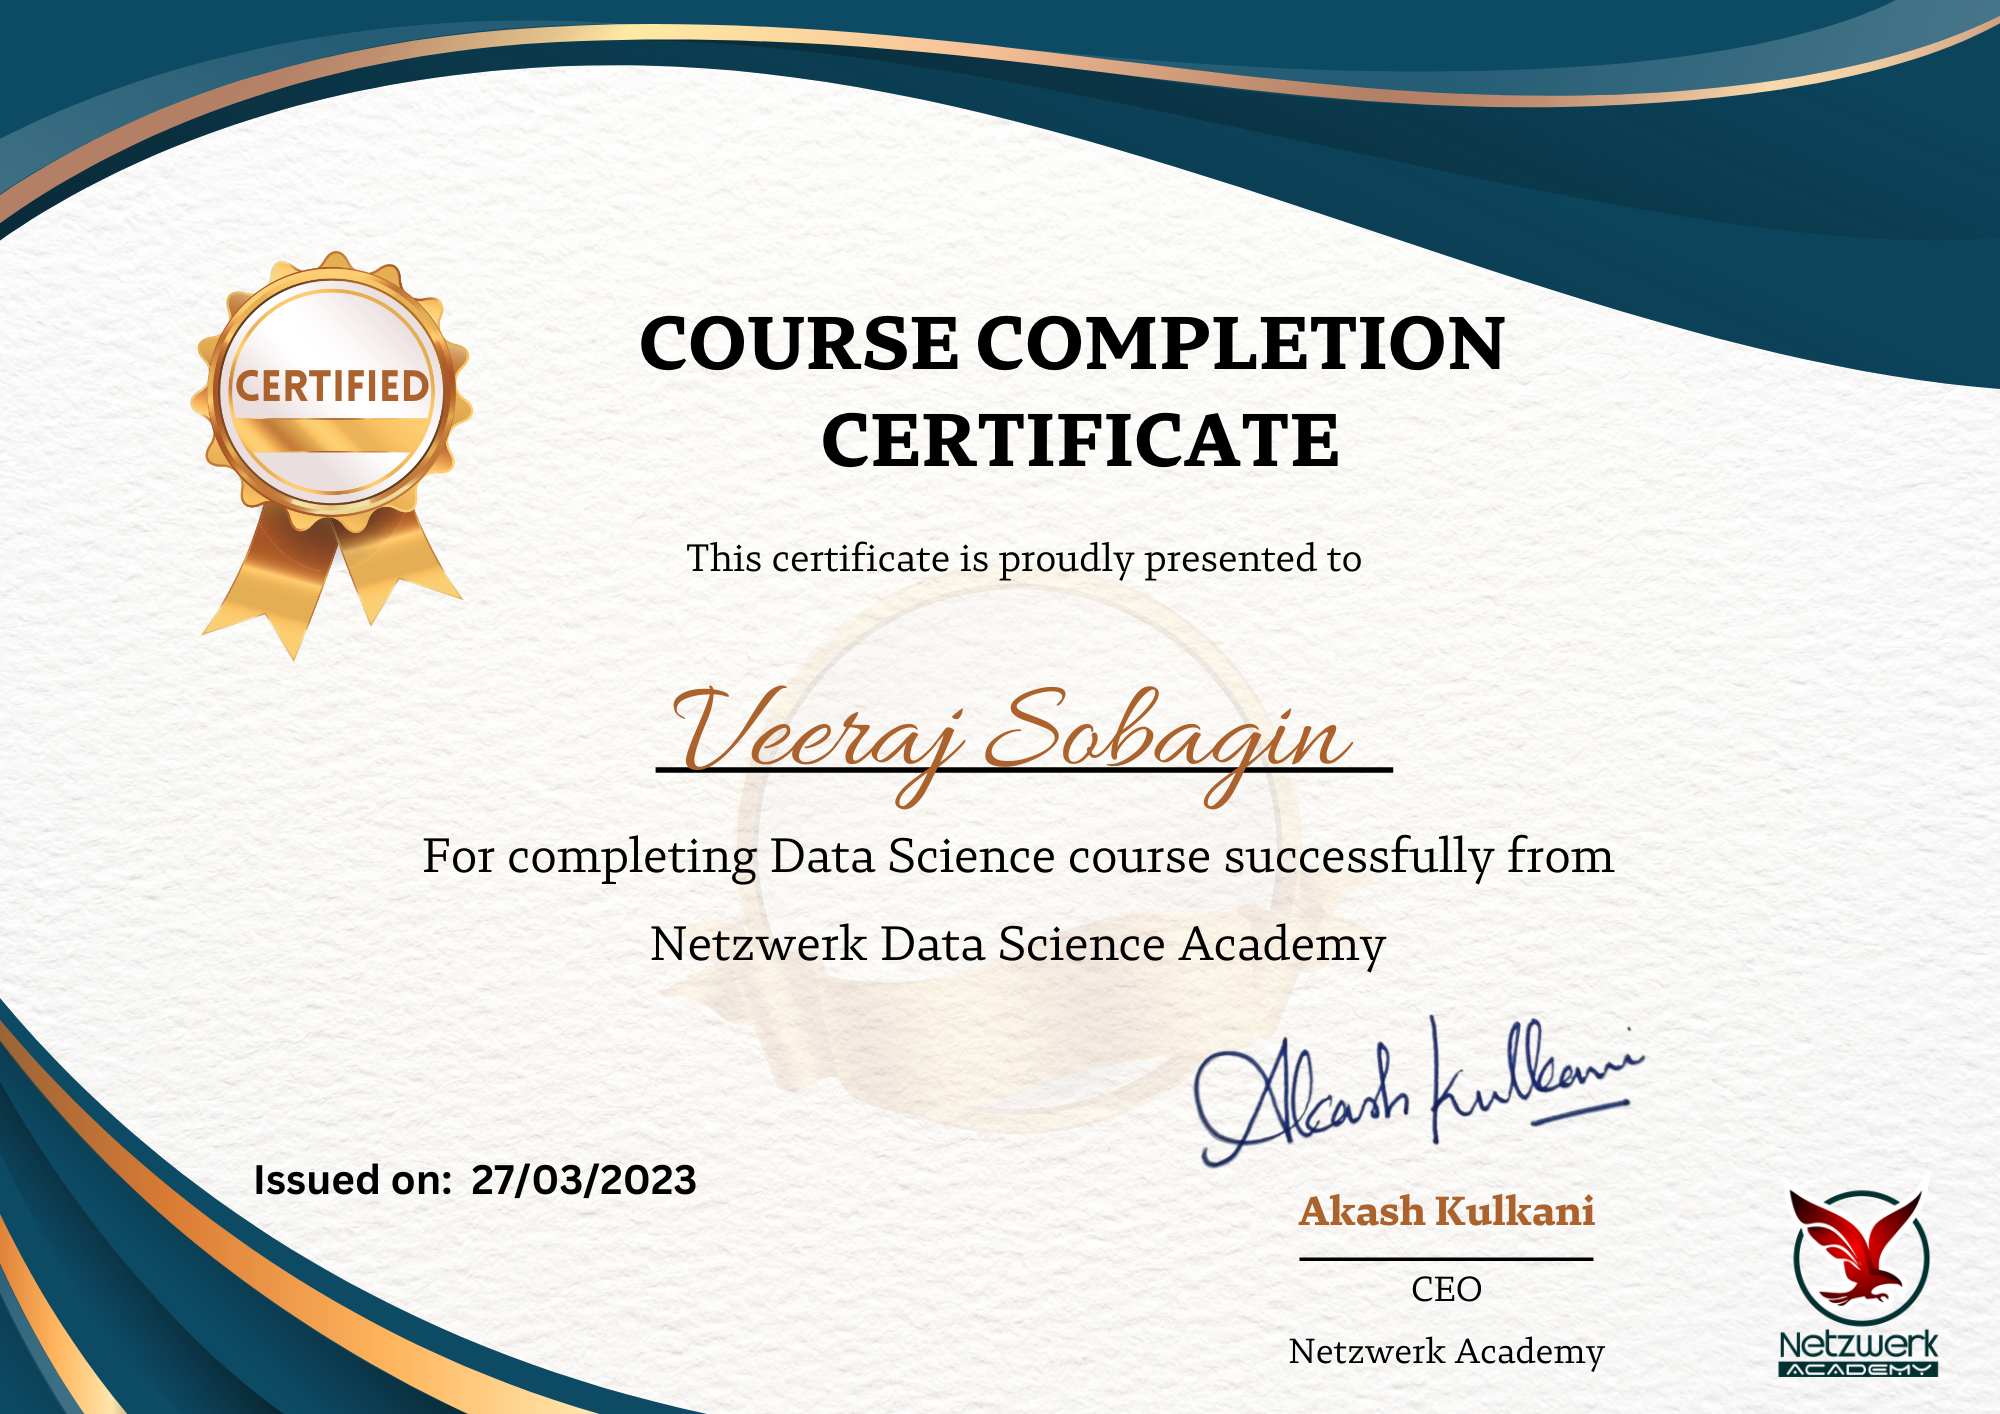 COURSE COMPLETION
CERTIFICATE
CERTIFIED
This certificate is proudly presented to
Veeraj Sobagin
For completing Data Science course successfully from
Netzwerk Data Science Academy
Akash Kulkani
Issued on: 27/03/2023
Akash Kulkani
CEO
Netzwerk Academy
Netzwerk
ACADEMY